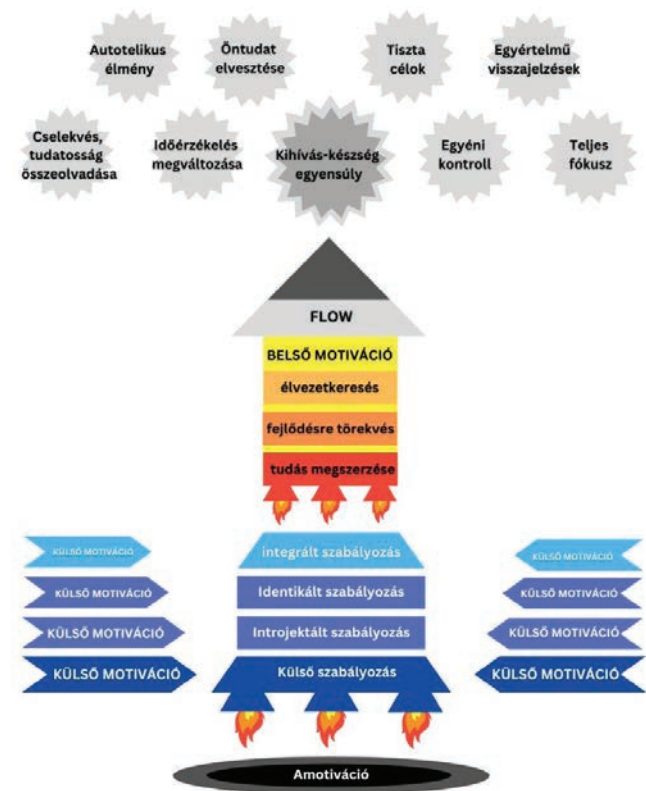 Autotelikus
élmény
Öntudat
elvesztése
Tiszta
célok
Egyértelmű
visszajelzések
Cselekvés,
tudatosság
összeolvadása
Időérzékelés
megváltozása
Kihívás-készség
egyensúly
Egyéni
kontroll
Teljes
fókusz
FLOW
BELSŐ MOTIVÁCIÓ
élvezetkeresés
fejlődésre törekvés
tudás megszerzése
KÜLSŐ MOTIVÁCIÓ
integrált szabályozás
KÜLSŐ MOTIVÁCIÓ
KÜLSŐ MOTIVÁCIÓ
Identikált szabályozás
KÜLSŐ MOTIVÁCIÓ
KÜLSŐ MOTIVÁCIÓ
Introjektált szabályozás
KÜLSŐ MOTIVÁCIÓ
KÜLSŐ MOTIVÁCIÓ
Külső szabályozás
KÜLSŐ MOTIVÁCIÓ
Amotiváció